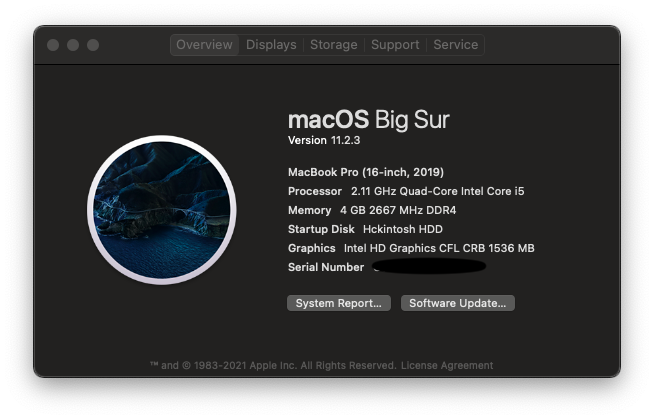 Overview Displays Storage Support Service
macOS Big Sur
Version 11.2.3
MacBook Pro (16-inch, 2019)
Processor 2.11 GHz Quad-Core Intel Core i5
Memory 4 GB 2667 MHz DDR4
Startup Disk Hckintosh HDD
Graphics Intel HD Graphics CFL CRB 1536 MB
Serial Number
System Report... Software Update...
™ and © 1983-2021 Apple Inc. All Rights Reserved. License Agreement